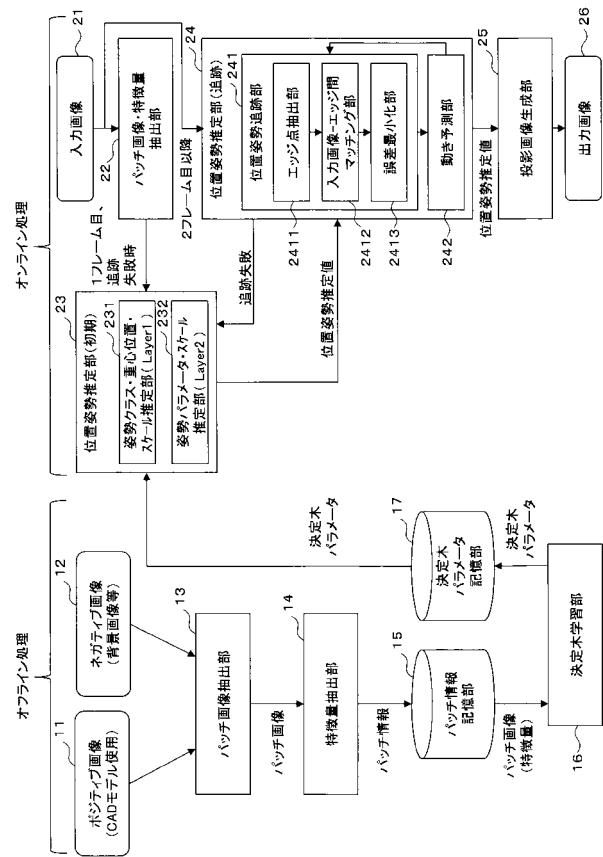 オフライン処理
11
ポジティブ画像
(CADモデル使用)
12
ネガティブ画像
(背景画像等)
13
パッチ画像抽出部
パッチ画像
14
特徴量抽出部
パッチ情報
15
パッチ情報
記憶部
パッチ画像
(特徴量)
16
決定木学習部
決定木
パラメータ
17
決定木
パラメータ
記憶部
決定木
パラメータ
オンライン処理
21
入力画像
22
パッチ画像・特徴量
抽出部
1フレーム目、
追跡
失敗時
2フレーム目以降
23
位置姿勢推定部(初期)
231
姿勢クラス・重心位置・
スケール推定部(Layer1)
232
姿勢パラメータ・スケール
推定部(Layer2)
追跡失敗
位置姿勢推定値
24
位置姿勢推定部(追跡)
241
位置姿勢追跡部
エッジ点抽出部
2411
入力画像-エッジ間
マッチング部
2412
誤差最小化部
2413
動き予測部
242
位置姿勢推定値
25
投影画像生成部
26
出力画像